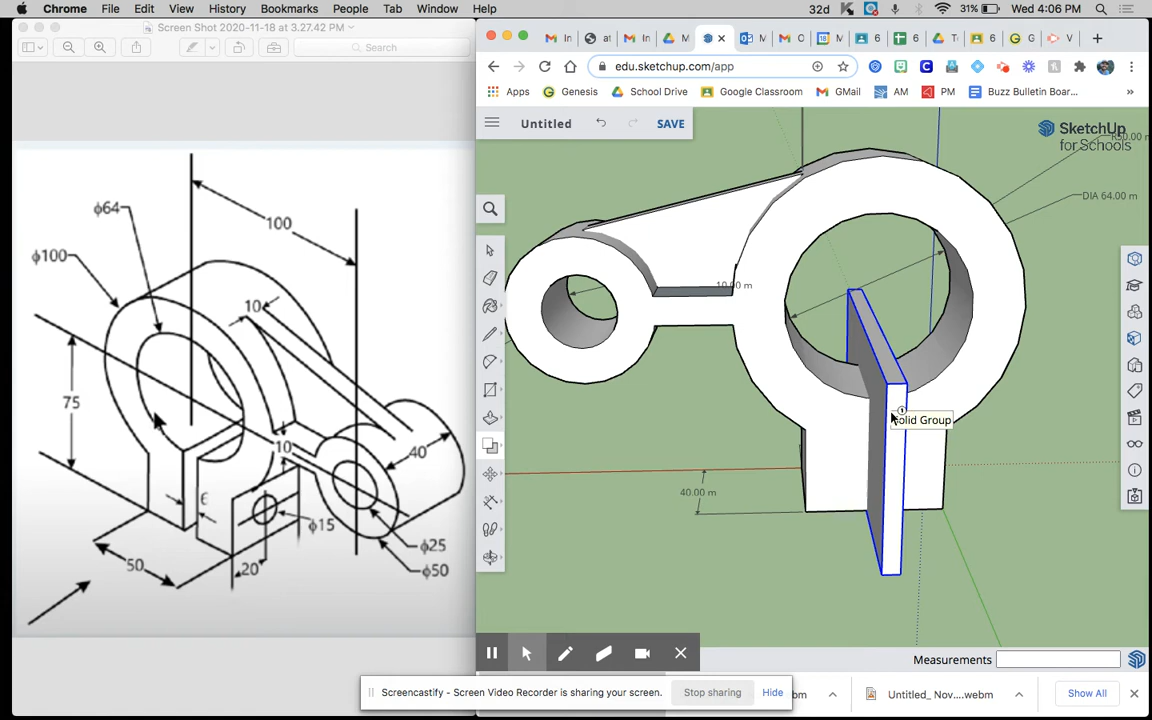 Chrome File Edit View History Bookmarks People Tab Window Help 32d 31% Wed 4:06 PM
Screen Shot 2020-11-18 at 3.27.42 PM
Search
edu.sketchup.com/app
Apps Genesis School Drive Google Classroom GMail AM PM Buzz Bulletin Boar... »
Untitled SAVE
SketchUp
for Schools
DIA 64.00 m
10.00 m
Solid Group
40.00 m
ϕ64
100
ϕ100
10
75
10
40
6
ϕ15
ϕ25
50
20
ϕ50
Measurements
Screencastify - Screen Video Recorder is sharing your screen. Stop sharing Hide
bm
Untitled_ Nov....webm
Show All